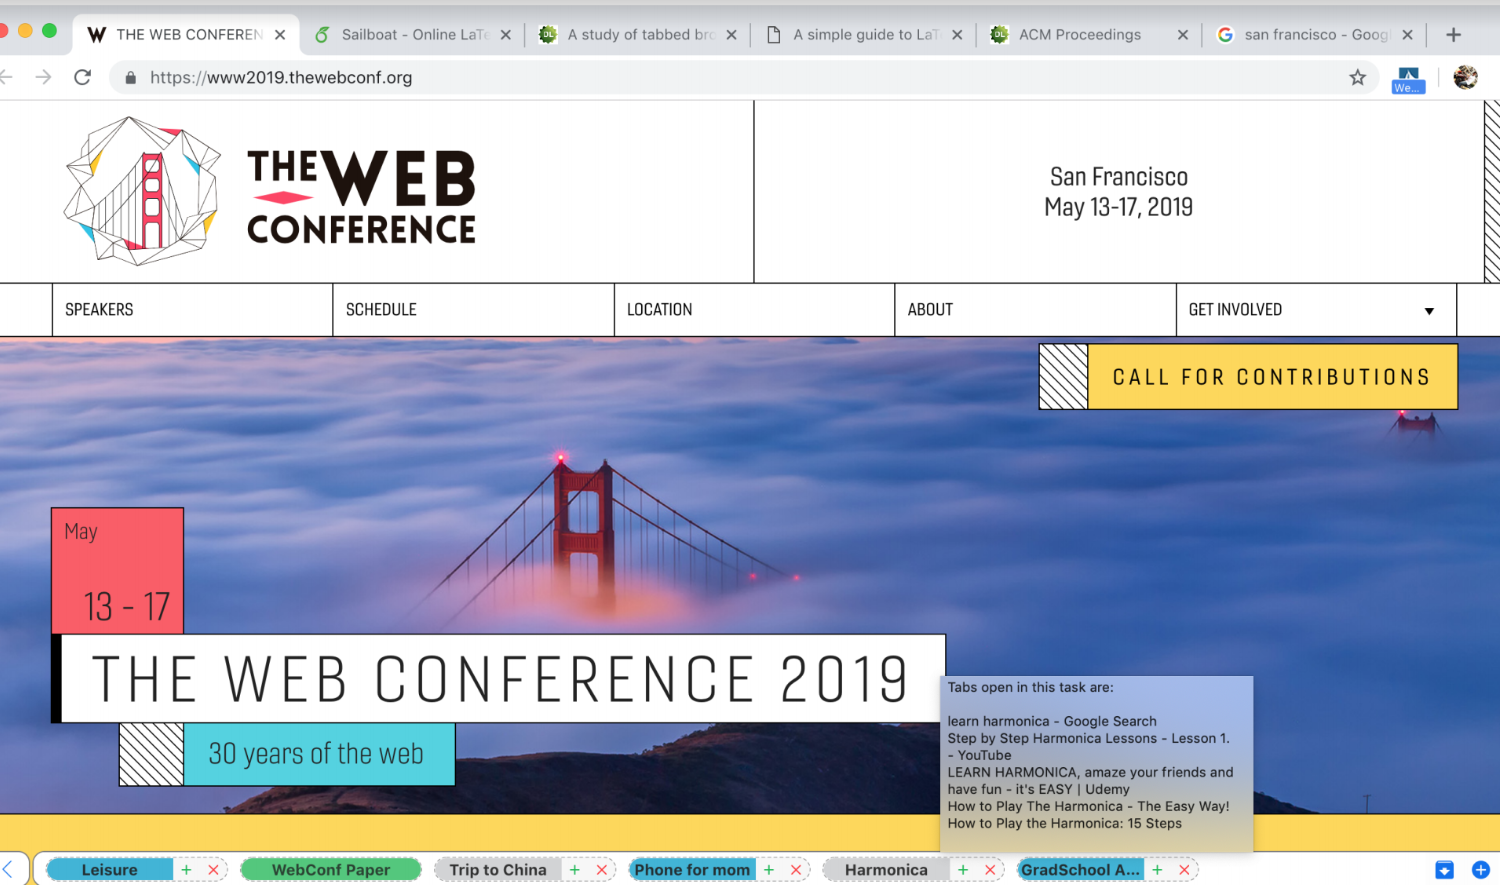 THE WEB CONFEREN
Sailboat - Online LaTe
A study of tabbed bro
A simple guide to LaT
ACM Proceedings
san francisco - Googl
https://www2019.thewebconf.org
We...
THE WEB
CONFERENCE
San Francisco
May 13-17, 2019
SPEAKERS
SCHEDULE
LOCATION
ABOUT
GET INVOLVED
CALL FOR CONTRIBUTIONS
May
13 - 17
THE WEB CONFERENCE 2019
30 years of the web
Tabs open in this task are:
learn harmonica - Google Search
Step by Step Harmonica Lessons - Lesson 1.
- YouTube
LEARN HARMONICA, amaze your friends and
have fun - it's EASY | Udemy
How to Play The Harmonica - The Easy Way!
How to Play the Harmonica: 15 Steps
Leisure
WebConf Paper
Trip to China
Phone for mom
Harmonica
GradSchool A...